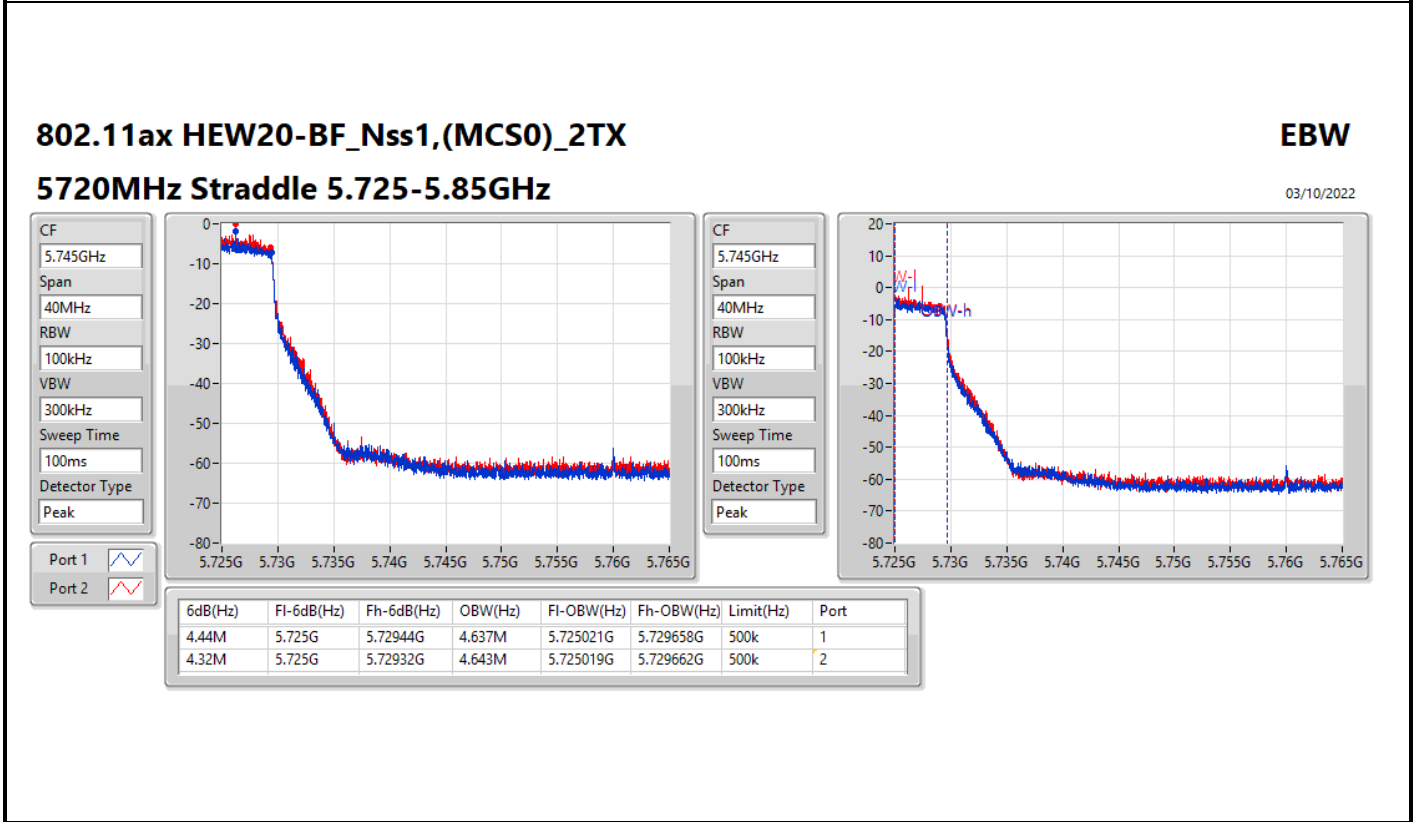 802.11ax HEW20-BF_Nss1,(MCS0)_2TX
EBW
5720MHz Straddle 5.725-5.85GHz
03/10/2022
CF
5.745GHz
Span
40MHz
RBW
100kHz
VBW
300kHz
Sweep Time
100ms
Detector Type
Peak
Port 1
Port 2
0
-10
-20
-30
-40
-50
-60
-70
-80
5.725G 5.73G 5.735G 5.74G 5.745G 5.75G 5.755G 5.76G 5.765G
CF
5.745GHz
Span
40MHz
RBW
100kHz
VBW
300kHz
Sweep Time
100ms
Detector Type
Peak
20
10
0
-10
-20
-30
-40
-50
-60
-70
-80
5.725G 5.73G 5.735G 5.74G 5.745G 5.75G 5.755G 5.76G 5.765G
6dB(Hz) Fl-6dB(Hz) Fh-6dB(Hz) OBW(Hz) Fl-OBW(Hz) Fh-OBW(Hz) Limit(Hz) Port
4.44M 5.725G 5.72944G 4.637M 5.725021G 5.729658G 500k 1
4.32M 5.725G 5.72932G 4.643M 5.725019G 5.729662G 500k 2